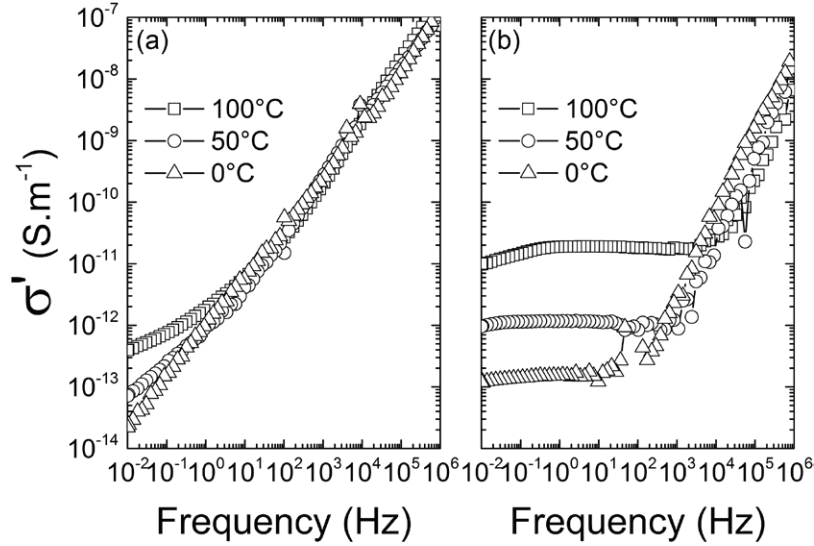 (a)
100°C
50°C
0°C
(b)
100°C
50°C
0°C
σ' (S.m⁻¹)
10⁻⁷
10⁻⁸
10⁻⁹
10⁻¹⁰
10⁻¹¹
10⁻¹²
10⁻¹³
10⁻¹⁴
10⁻² 10⁻¹ 10⁰ 10¹ 10² 10³ 10⁴ 10⁵ 10⁶
10⁻² 10⁻¹ 10⁰ 10¹ 10² 10³ 10⁴ 10⁵ 10⁶
Frequency (Hz)
Frequency (Hz)